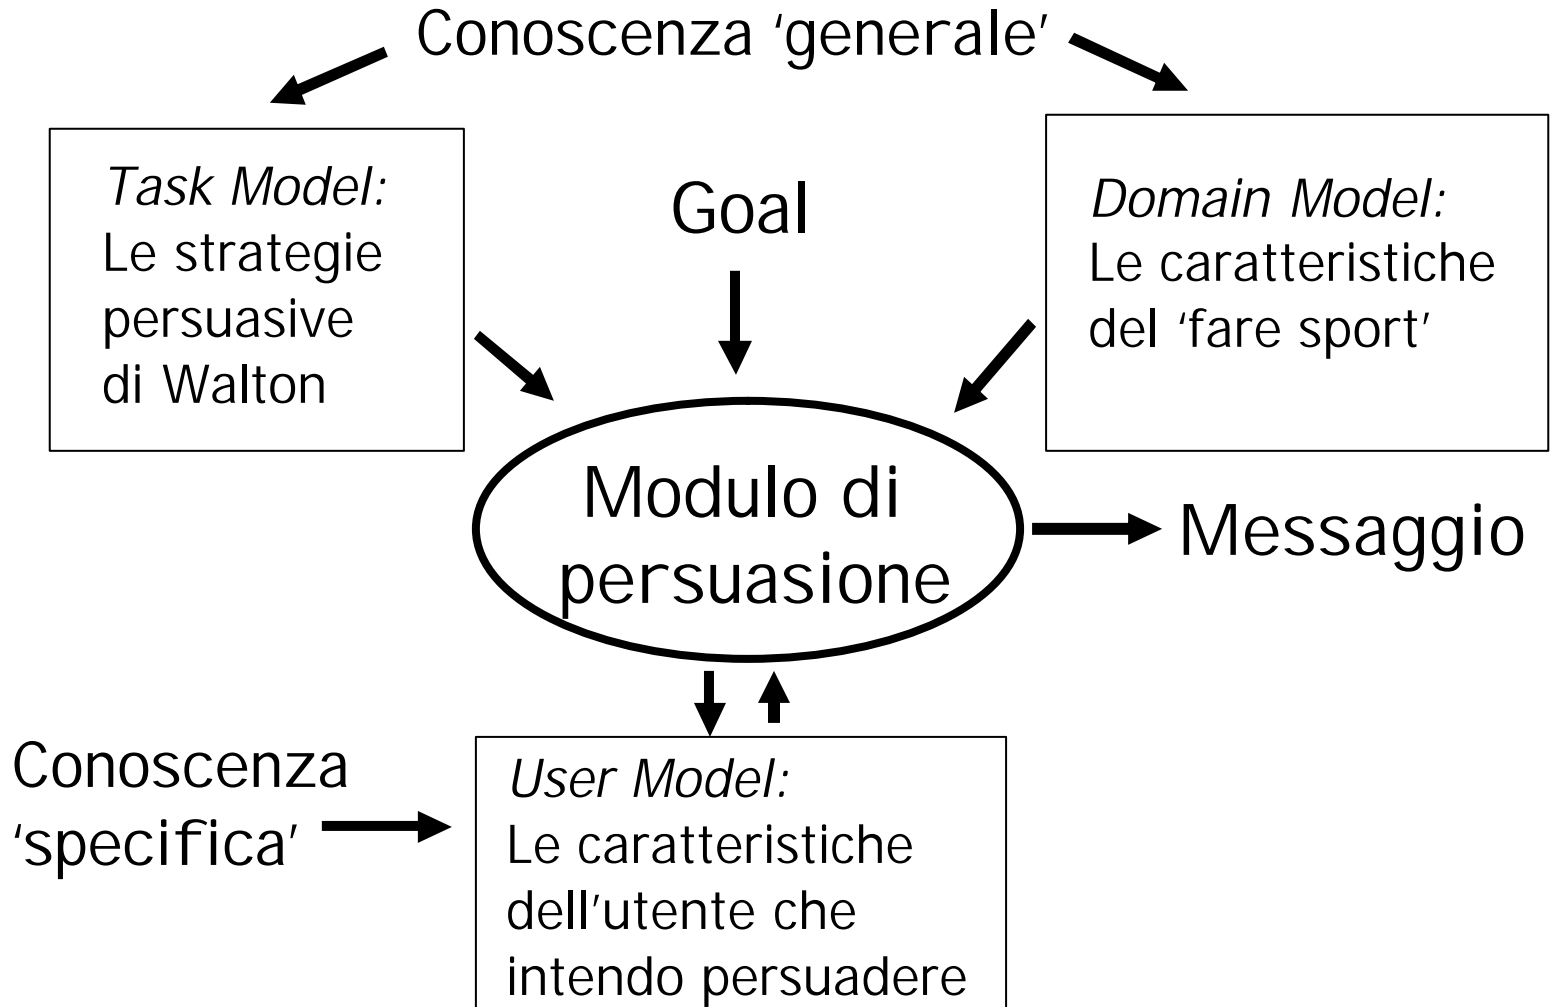 Conoscenza ‘generale’
Task Model:
Le strategie
persuasive
di Walton
Goal
Domain Model:
Le caratteristiche
del ‘fare sport’
Modulo di
persuasione
Messaggio
Conoscenza
‘specifica’
User Model:
Le caratteristiche
dell’utente che
intendo persuadere